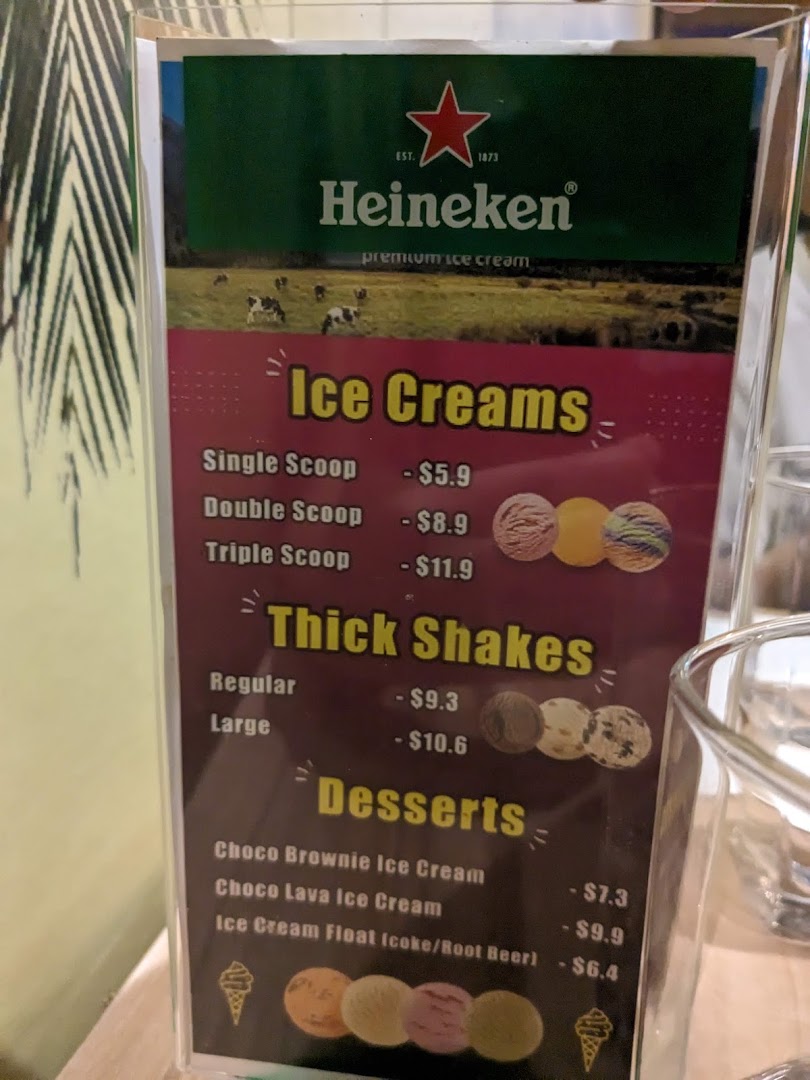 EST. 1873
Heineken®
premium ice cream
Ice Creams
Single Scoop - $5.9
Double Scoop - $8.9
Triple Scoop - $11.9
Thick Shakes
Regular - $9.3
Large - $10.6
Desserts
Choco Brownie Ice Cream - $7.3
Choco Lava Ice Cream - $9.9
Ice Cream Float (coke/Root Beer) - $6.4